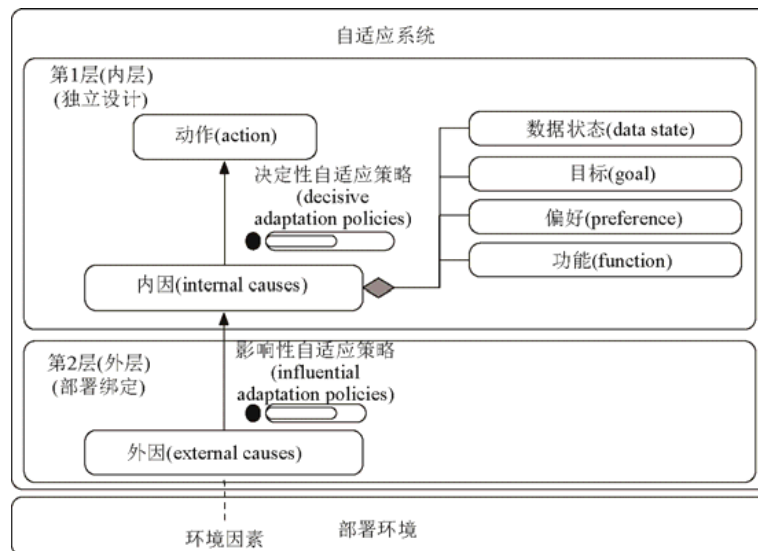 自适应系统
第1层(内层)
(独立设计)
动作(action)
决定性自适应策略
(decisive
adaptation policies)
内因(internal causes)
数据状态(data state)
目标(goal)
偏好(preference)
功能(function)
第2层(外层)
(部署绑定)
影响性自适应策略
(influential
adaptation policies)
外因(external causes)
环境因素
部署环境